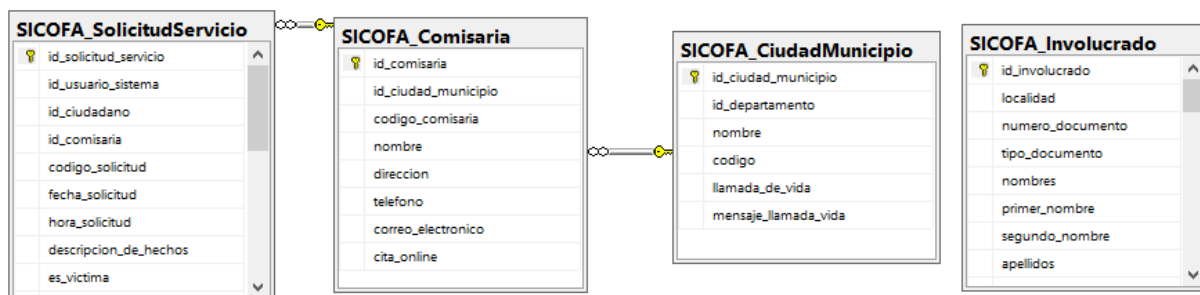 SICOFA_SolicitudServicio
id_solicitud_servicio
id_usuario_sistema
id_ciudadano
id_comisaria
codigo_solicitud
fecha_solicitud
hora_solicitud
descripcion_de_hechos
es_victima
SICOFA_Comisaria
id_comisaria
id_ciudad_municipio
codigo_comisaria
nombre
direccion
telefono
correo_electronico
cita_online
SICOFA_CiudadMunicipio
id_ciudad_municipio
id_departamento
nombre
codigo
llamada_de_vida
mensaje_llamada_vida
SICOFA_Involucrado
id_involucrado
localidad
numero_documento
tipo_documento
nombres
primer_nombre
segundo_nombre
apellidos